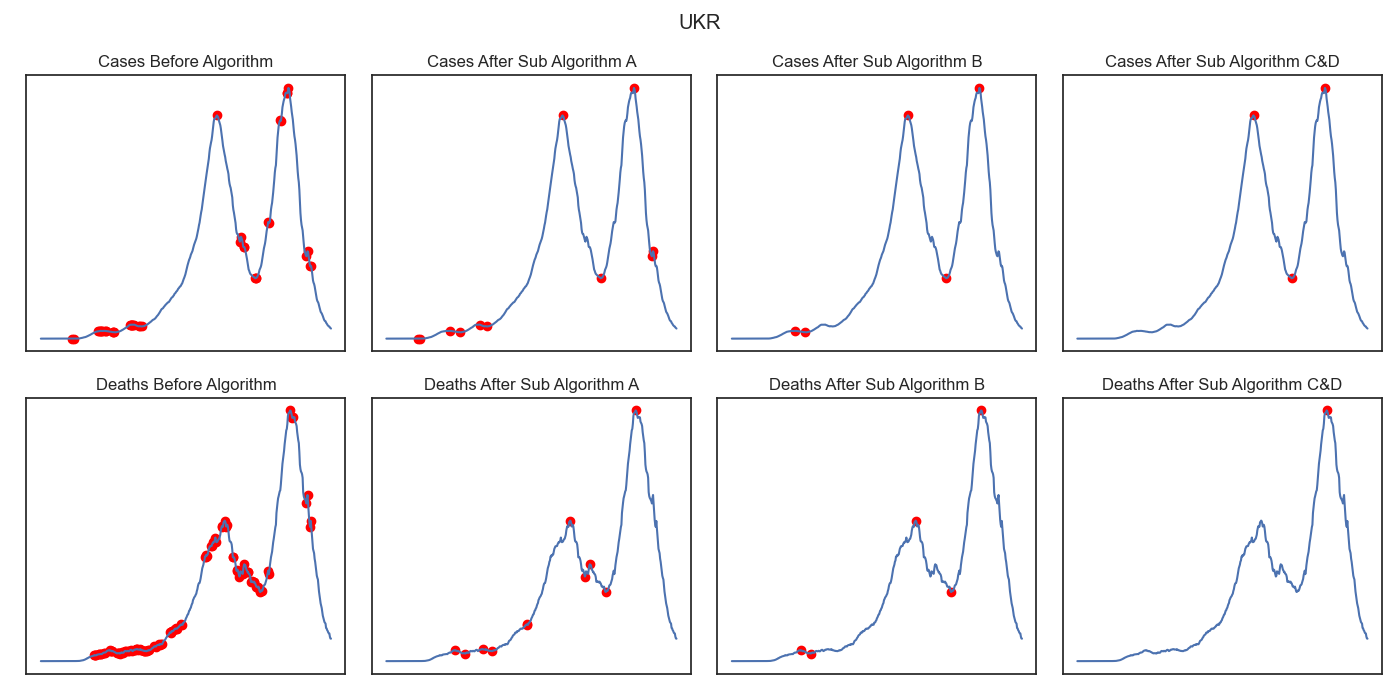 UKR
Cases Before Algorithm
Cases After Sub Algorithm A
Cases After Sub Algorithm B
Cases After Sub Algorithm C&D
Deaths Before Algorithm
Deaths After Sub Algorithm A
Deaths After Sub Algorithm B
Deaths After Sub Algorithm C&D